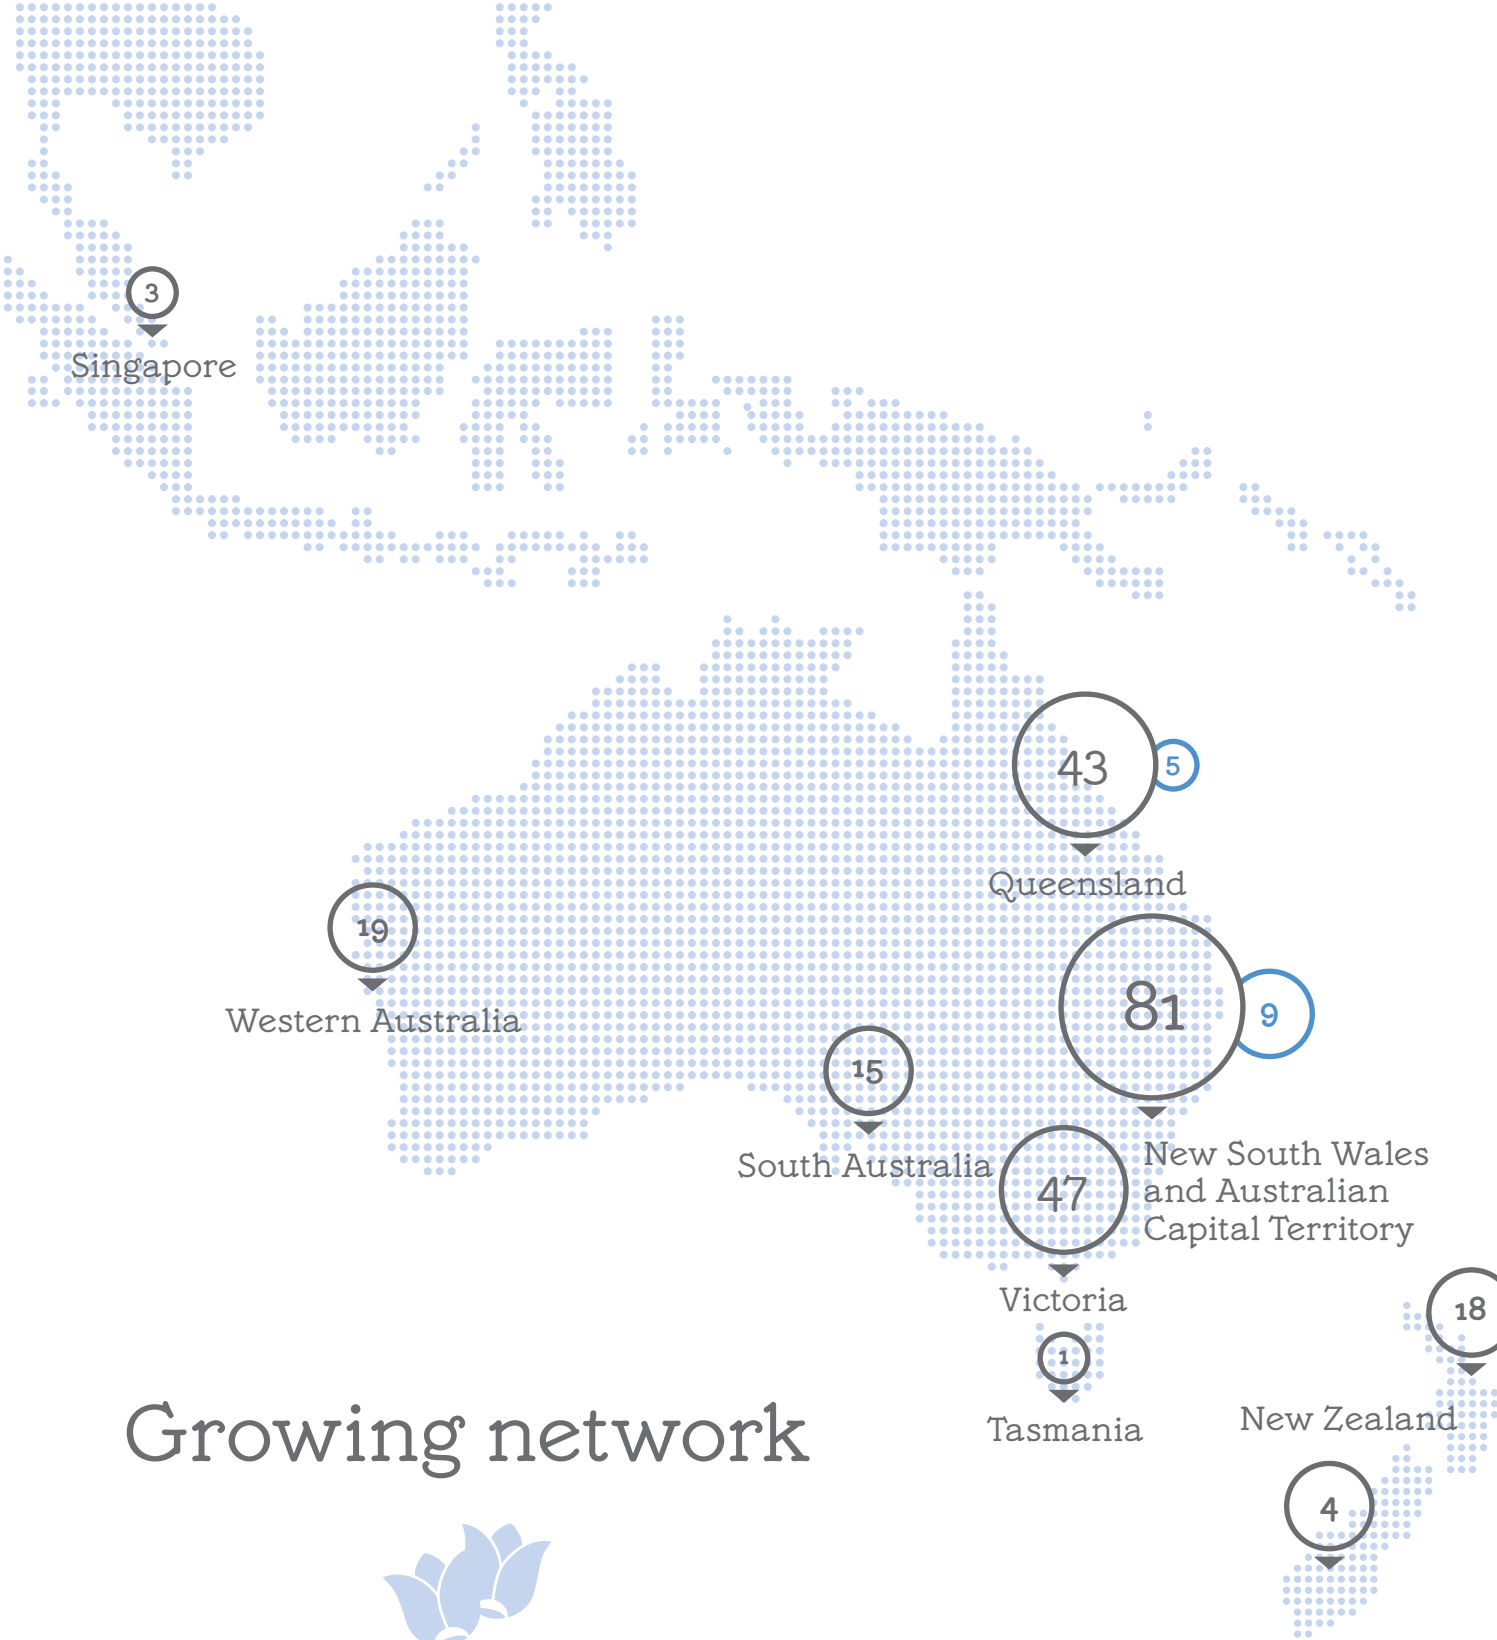 3
Singapore
43
5
Queensland
19
Western Australia
81
9
New South Wales
and Australian
Capital Territory
15
South Australia
47
Victoria
1
Tasmania
18
New Zealand
4
Growing network